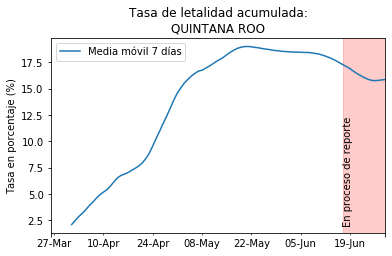 Tasa de letalidad acumulada:
QUINTANA ROO
Media móvil 7 días
Tasa en porcentaje (%)
17.5
15.0
12.5
10.0
7.5
5.0
2.5
En proceso de reporte
27-Mar 10-Apr 24-Apr 08-May 22-May 05-Jun 19-Jun